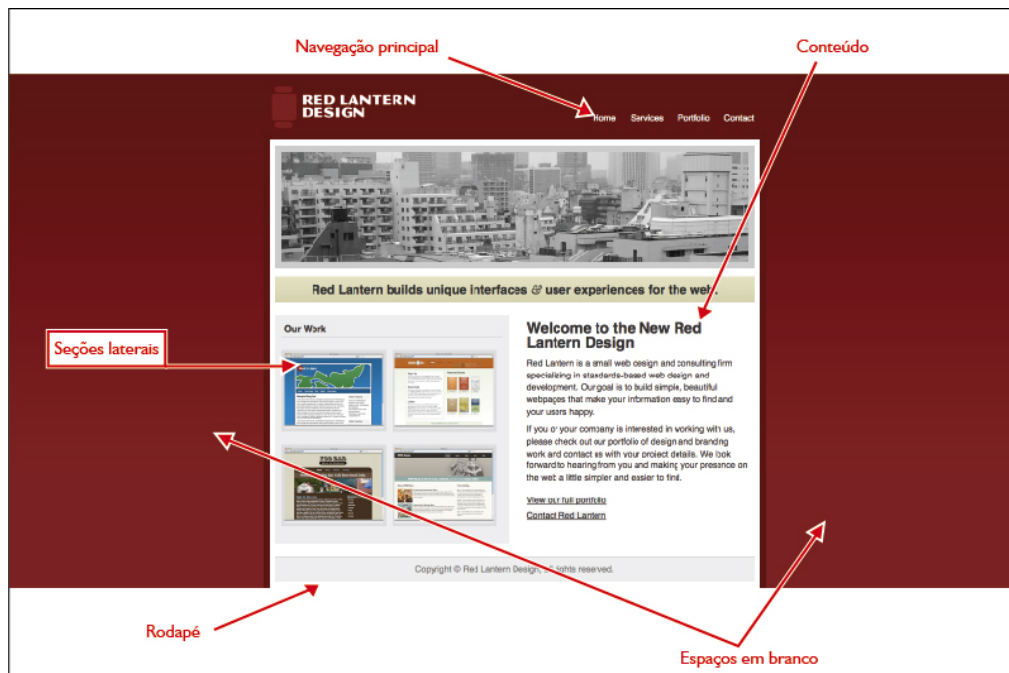 Navegação principal
Conteúdo
RED LANTERN
DESIGN
Home Services Portfolio Contact
Red Lantern builds unique interfaces & user experiences for the web.
Seções laterais
Our Work
Welcome to the New Red
Lantern Design
Red Lantern is a small web design and consulting firm
specializing in standards-based web design and
development. Our goal is to build simple, beautiful
webpages that make your information easy to find and
your users happy.
If you or your company is interested in working with us,
please check out our portfolio of design and branding
work and contact us with your project details. We look
forward to hearing from you and making your presence on
the web a little simpler and easier to find.
View our full portfolio
Contact Red Lantern
Copyright © Red Lantern Design, all rights reserved.
Rodapé
Espaços em branco